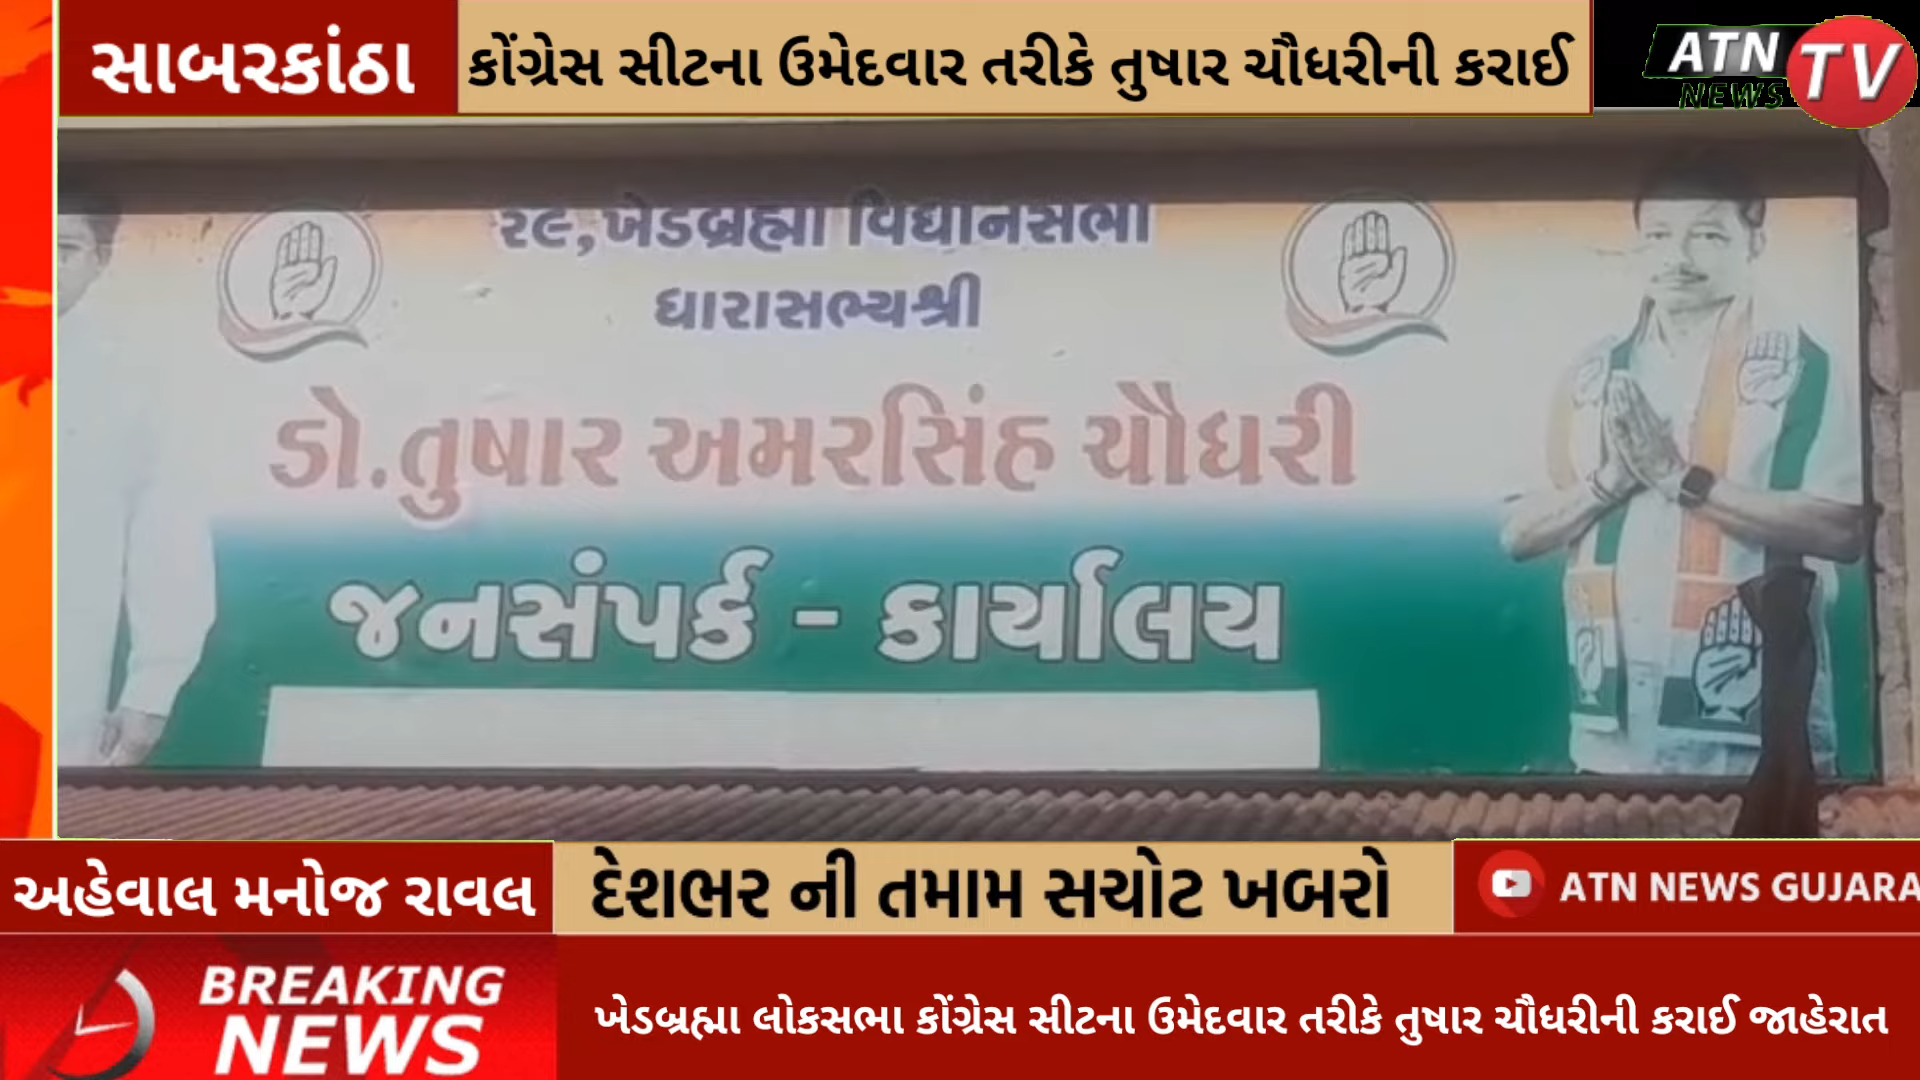 સાબરકાંઠા
કોંગ્રેસ સીટના ઉમેદવાર તરીકે તુષાર ચૌધરીની કરાઈ
ATN
NEWS
TV
૨૯,ખેડબ્રહ્મા વિધાનસભા
ધારાસભ્યશ્રી
ડો.તુષાર અમરસિંહ ચૌધરી
જનસંપર્ક - કાર્યાલય
અહેવાલ મનોજ રાવલ
દેશભર ની તમામ સચોટ ખબરો
ATN NEWS GUJARA
BREAKING
NEWS
ખેડબ્રહ્મા લોકસભા કોંગ્રેસ સીટના ઉમેદવાર તરીકે તુષાર ચૌધરીની કરાઈ જાહેરાત